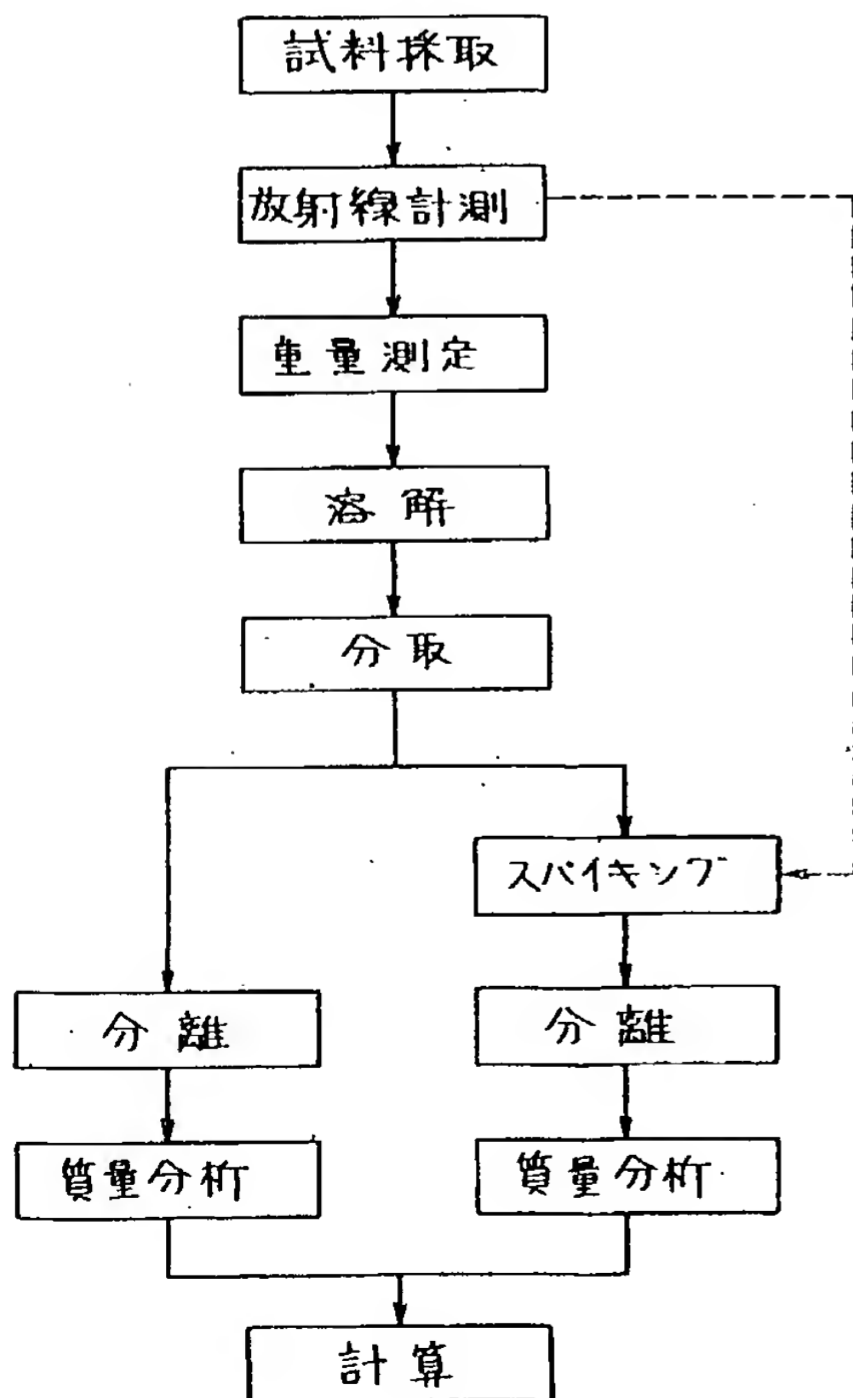 試料採取
放射線計測
重量測定
溶解
分取
スパイキング
分離
分離
質量分析
質量分析
計算